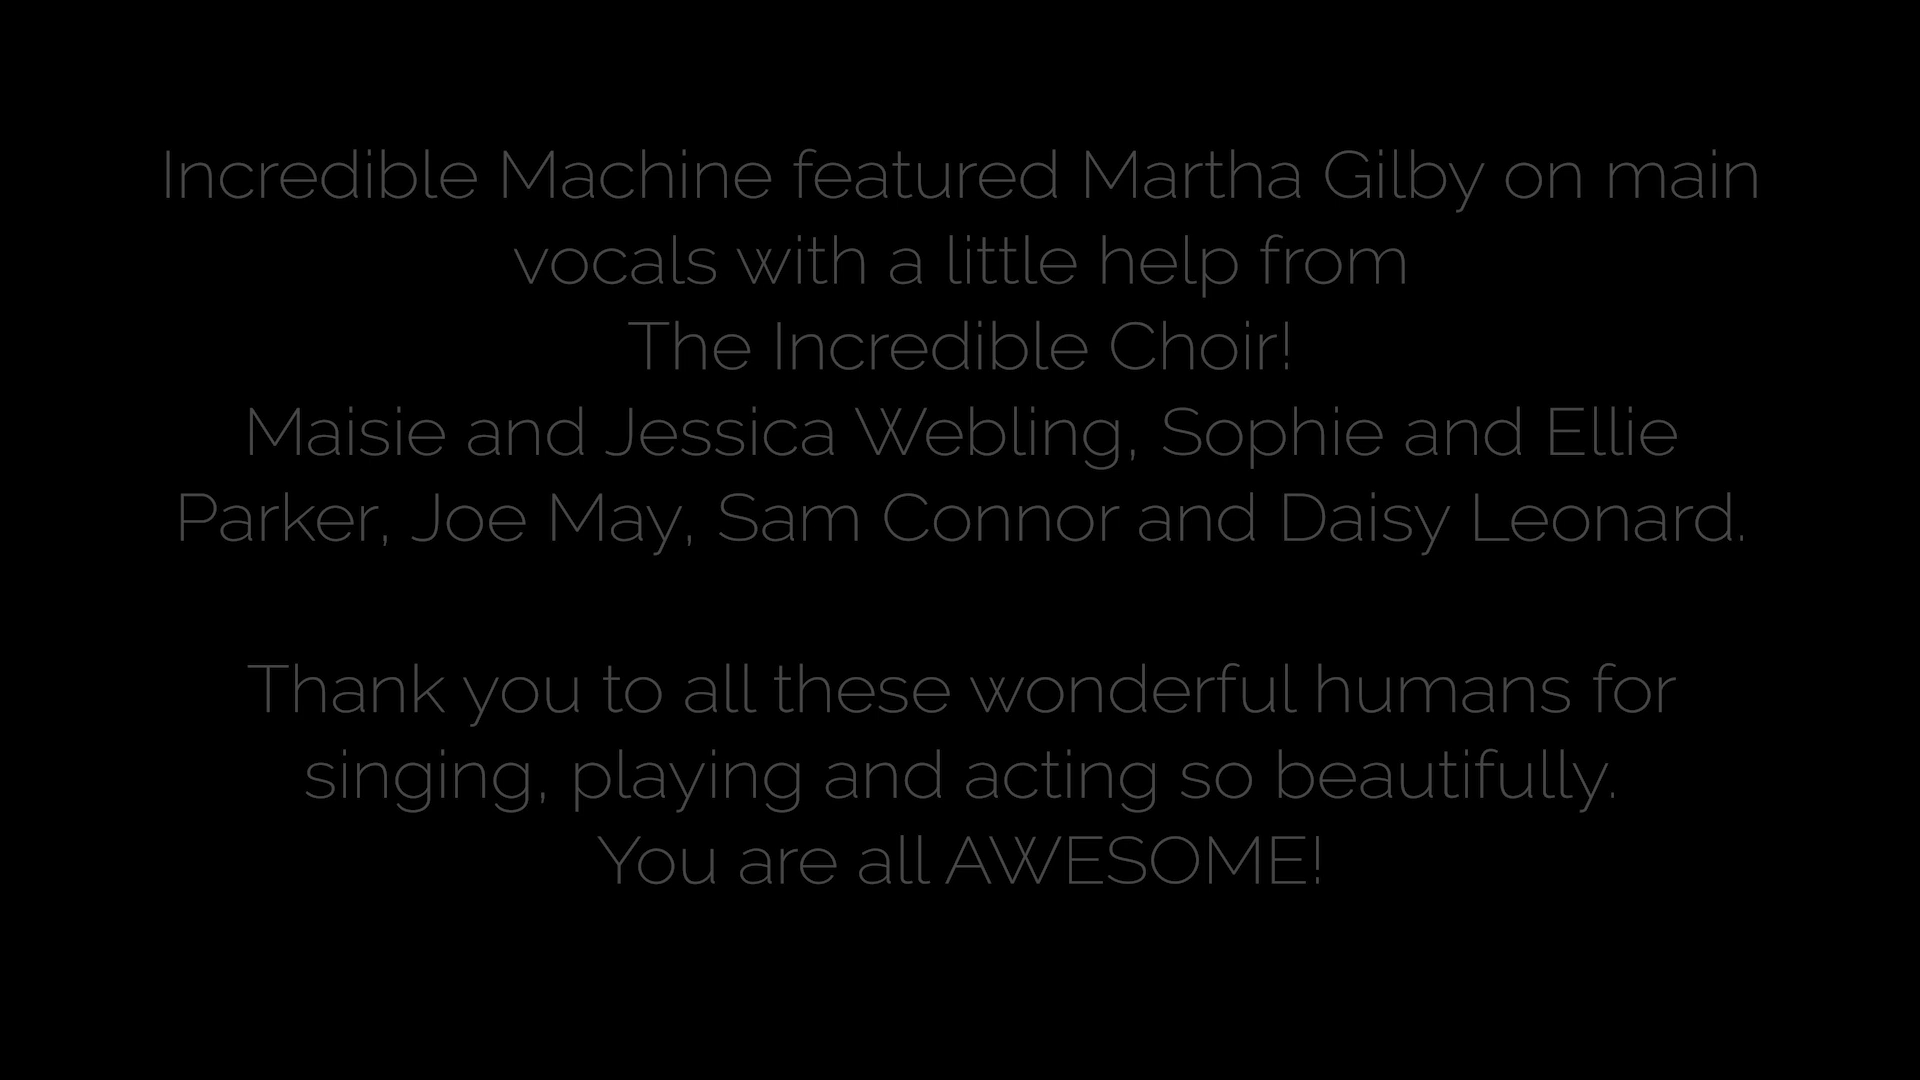 Incredible Machine featured Martha Gilby on main
vocals with a little help from
The Incredible Choir!
Maisie and Jessica Webling, Sophie and Ellie
Parker, Joe May, Sam Connor and Daisy Leonard.
Thank you to all these wonderful humans for
singing, playing and acting so beautifully.
You are all AWESOME!